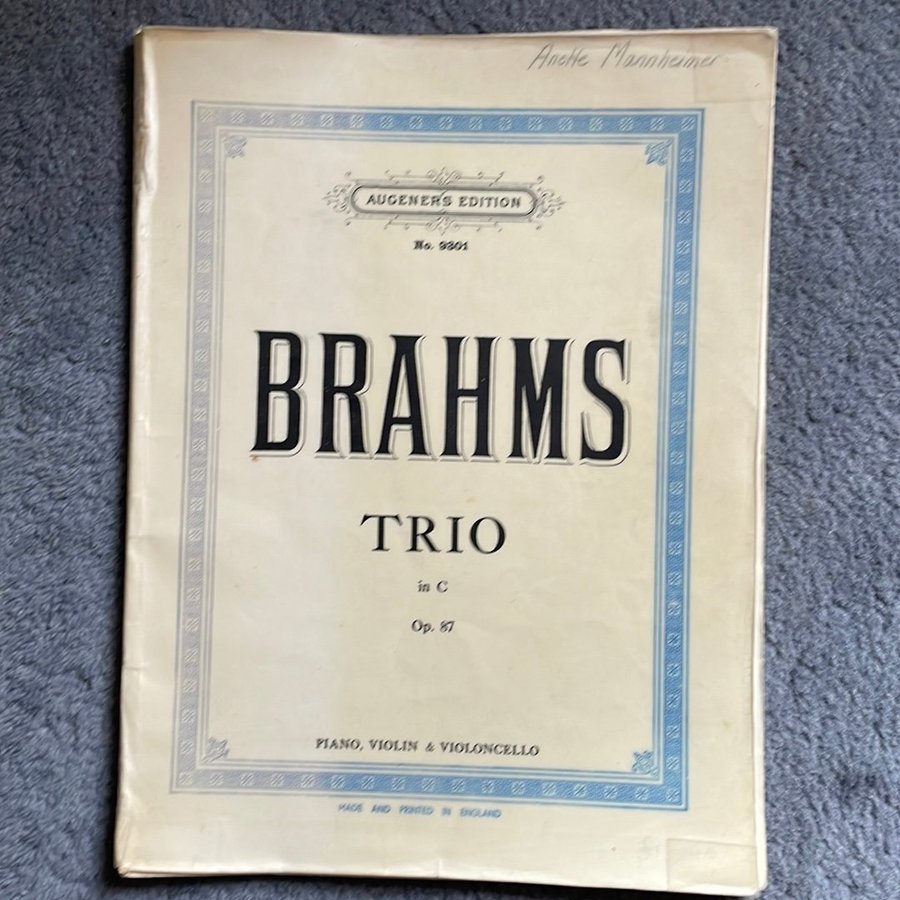 Anette Mannheimer
AUGENER'S EDITION
No. 9301
BRAHMS
TRIO
in C
Op. 87
PIANO, VIOLIN & VIOLONCELLO
MADE AND PRINTED IN ENGLAND